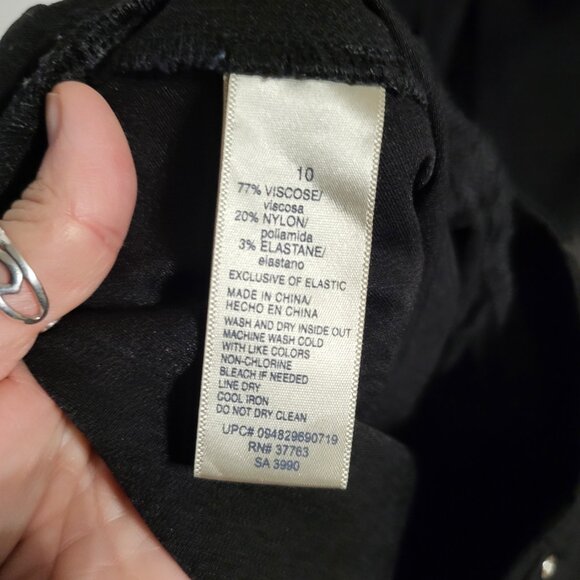 10
77% VISCOSE/
viscosa
20% NYLON/
poliamida
3% ELASTANE/
elastano
EXCLUSIVE OF ELASTIC
MADE IN CHINA/
HECHO EN CHINA
WASH AND DRY INSIDE OUT
MACHINE WASH COLD
WITH LIKE COLORS
NON-CHLORINE
BLEACH IF NEEDED
LINE DRY
COOL IRON
DO NOT DRY CLEAN
UPC# 094829690719
RN# 37763
SA 3990